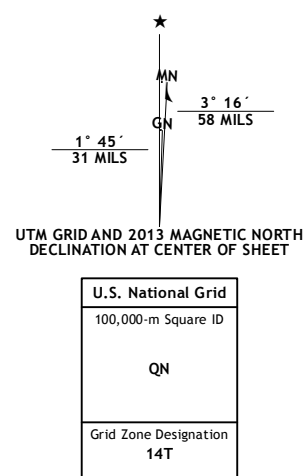 ★
MN
3° 16´
58 MILS
GN
1° 45´
31 MILS
UTM GRID AND 2013 MAGNETIC NORTH
DECLINATION AT CENTER OF SHEET
U.S. National Grid
100,000-m Square ID
QN
Grid Zone Designation
14T